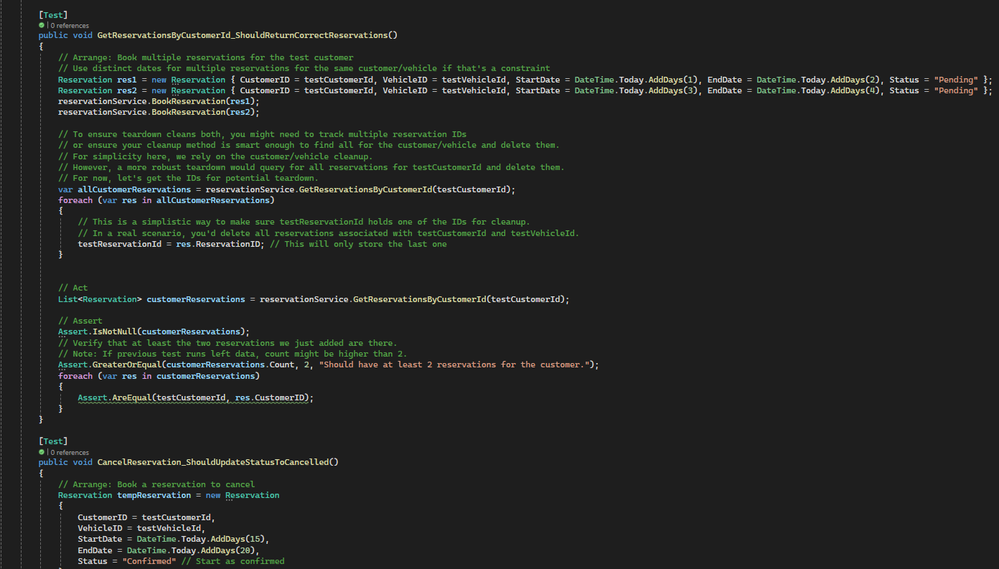 [Test]
| 0 references
public void GetReservationsByCustomerId_ShouldReturnCorrectReservations()
{
// Arrange: Book multiple reservations for the test customer
// Use distinct dates for multiple reservations for the same customer/vehicle if that's a constraint
Reservation res1 = new Reservation { CustomerID = testCustomerId, VehicleID = testVehicleId, StartDate = DateTime.Today.AddDays(1), EndDate = DateTime.Today.AddDays(2), Status = "Pending" };
Reservation res2 = new Reservation { CustomerID = testCustomerId, VehicleID = testVehicleId, StartDate = DateTime.Today.AddDays(3), EndDate = DateTime.Today.AddDays(4), Status = "Pending" };
reservationService.BookReservation(res1);
reservationService.BookReservation(res2);
// To ensure teardown cleans both, you might need to track multiple reservation IDs
// or ensure your cleanup method is smart enough to find all for the customer/vehicle and delete them.
// For simplicity here, we rely on the customer/vehicle cleanup.
// However, a more robust teardown would query for all reservations for testCustomerId and delete them.
// For now, let's get the IDs for potential teardown.
var allCustomerReservations = reservationService.GetReservationsByCustomerId(testCustomerId);
foreach (var res in allCustomerReservations)
{
// This is a simplistic way to make sure testReservationId holds one of the IDs for cleanup.
// In a real scenario, you'd delete all reservations associated with testCustomerId and testVehicleId.
testReservationId = res.ReservationID; // This will only store the last one
}
// Act
List<Reservation> customerReservations = reservationService.GetReservationsByCustomerId(testCustomerId);
// Assert
Assert.IsNotNull(customerReservations);
// Verify that at least the two reservations we just added are there.
// Note: If previous test runs left data, count might be higher than 2.
Assert.GreaterOrEqual(customerReservations.Count, 2, "Should have at least 2 reservations for the customer.");
foreach (var res in customerReservations)
{
Assert.AreEqual(testCustomerId, res.CustomerID);
}
}
[Test]
| 0 references
public void CancelReservation_ShouldUpdateStatusToCancelled()
{
// Arrange: Book a reservation to cancel
Reservation tempReservation = new Reservation
{
CustomerID = testCustomerId,
VehicleID = testVehicleId,
StartDate = DateTime.Today.AddDays(15),
EndDate = DateTime.Today.AddDays(20),
Status = "Confirmed" // Start as confirmed